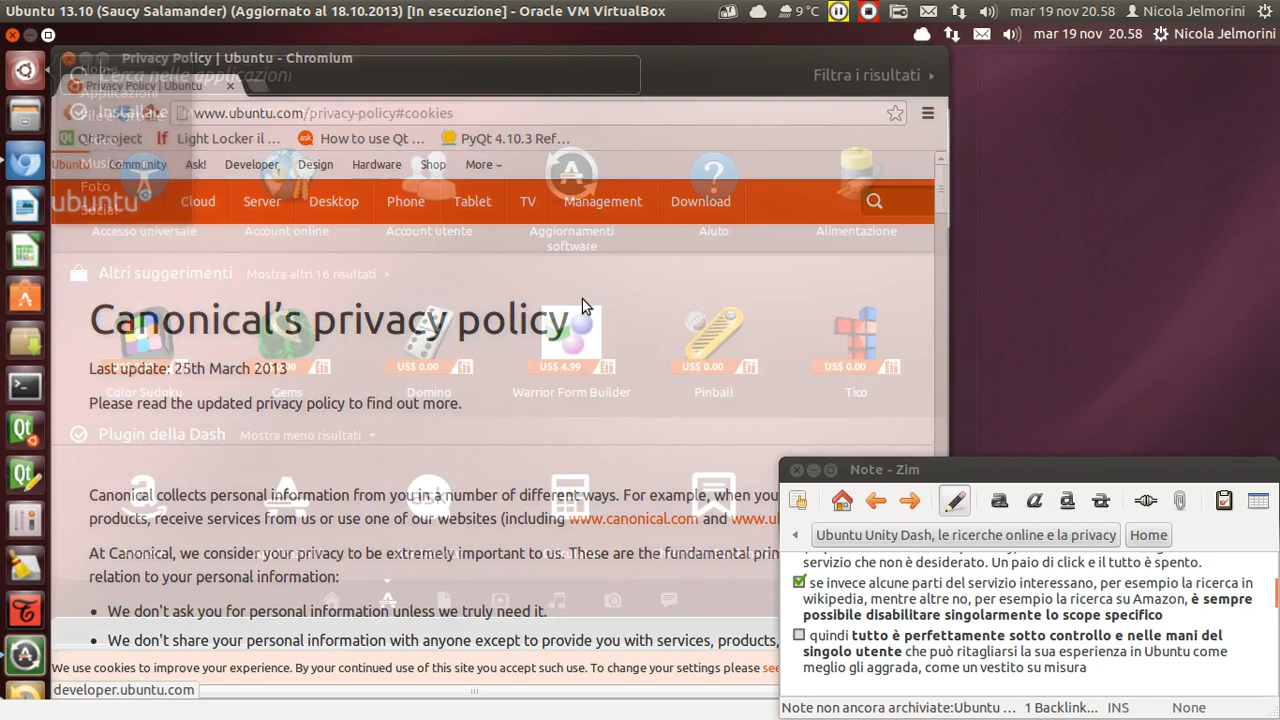 Ubuntu 13.10 (Saucy Salamander) (Aggiornato al 18.10.2013) [In esecuzione] - Oracle VM VirtualBox
9 °C
mar 19 nov 20.58
Nicola Jelmorini
mar 19 nov 20.58
Nicola Jelmorini
Privacy Policy | Ubuntu - Chromium
Cerca nelle applicazioni
Filtra i risultati
Home
Privacy Policy | Ubuntu
Applicazioni
Installate
File e cartelle
www.ubuntu.com/privacy-policy#cookies
Video
Qt Project
Light Locker il ...
How to use Qt ...
PyQt 4.10.3 Ref...
Musica
Ubuntu
Community
Ask!
Developer
Design
Hardware
Shop
More
Foto
Social
ubuntu
Cloud
Server
Desktop
Phone
Tablet
TV
Management
Download
Accesso universale
Account online
Account utente
Aggiornamenti
software
Aiuto
Alimentazione
Altri suggerimenti
Mostra altri 16 risultati
Canonical's privacy policy
Last update: 25th March 2013
US$ 0.00
US$ 4.99
US$ 0.00
US$ 0.00
Color Sudoku
Gems
Domino
Warrior Form Builder
Pinball
Tico
Please read the updated privacy policy to find out more.
Plugin della Dash
Mostra meno risultati
Canonical collects personal information from you in a number of different ways. For example, when you
products, receive services from us or use one of our websites (including www.canonical.com and www.u
At Canonical, we consider your privacy to be extremely important to us. These are the fundamental prin
relation to your personal information:
• We don't ask you for personal information unless we truly need it.
• We don't share your personal information with anyone except to provide you with services, products,
We use cookies to improve your experience. By your continued use of this site you accept such use. To change your settings please see
developer.ubuntu.com
Note - Zim
Ubuntu Unity Dash, le ricerche online e la privacy
Home
servizio che non è desiderato. Un paio di click e il tutto è spento.
se invece alcune parti del servizio interessano, per esempio la ricerca in
wikipedia, mentre altre no, per esempio la ricerca su Amazon, è sempre
possibile disabilitare singolarmente lo scope specifico
quindi tutto è perfettamente sotto controllo e nelle mani del
singolo utente che può ritagliarsi la sua esperienza in Ubuntu come
meglio gli aggrada, come un vestito su misura
Note non ancora archiviate:Ubuntu ...
1 Backlink...
INS
None